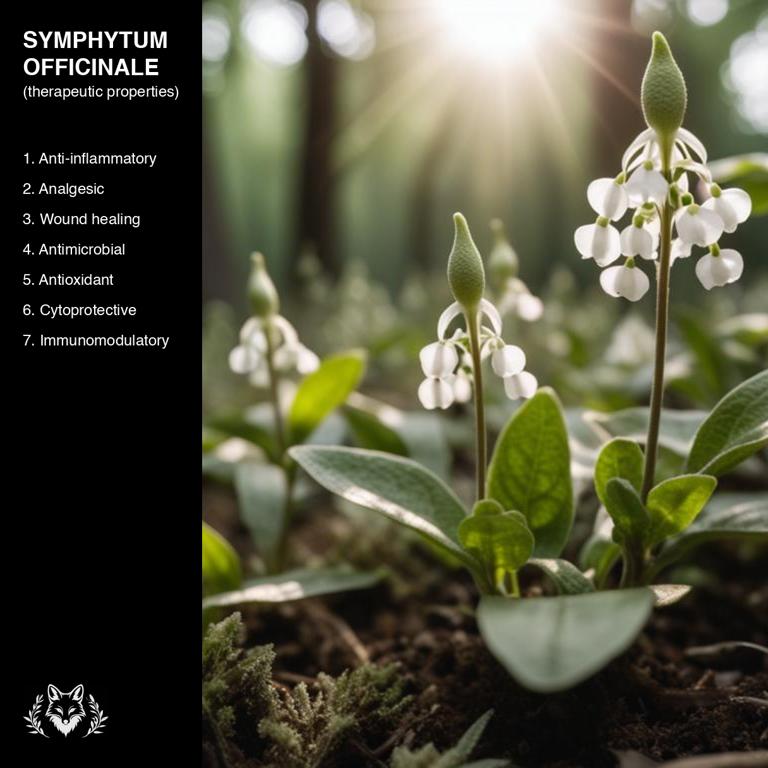 SYMPHYTUM
OFFICINALE
(therapeutic properties)
1. Anti-inflammatory
2. Analgesic
3. Wound healing
4. Antimicrobial
5. Antioxidant
6. Cytoprotective
7. Immunomodulatory